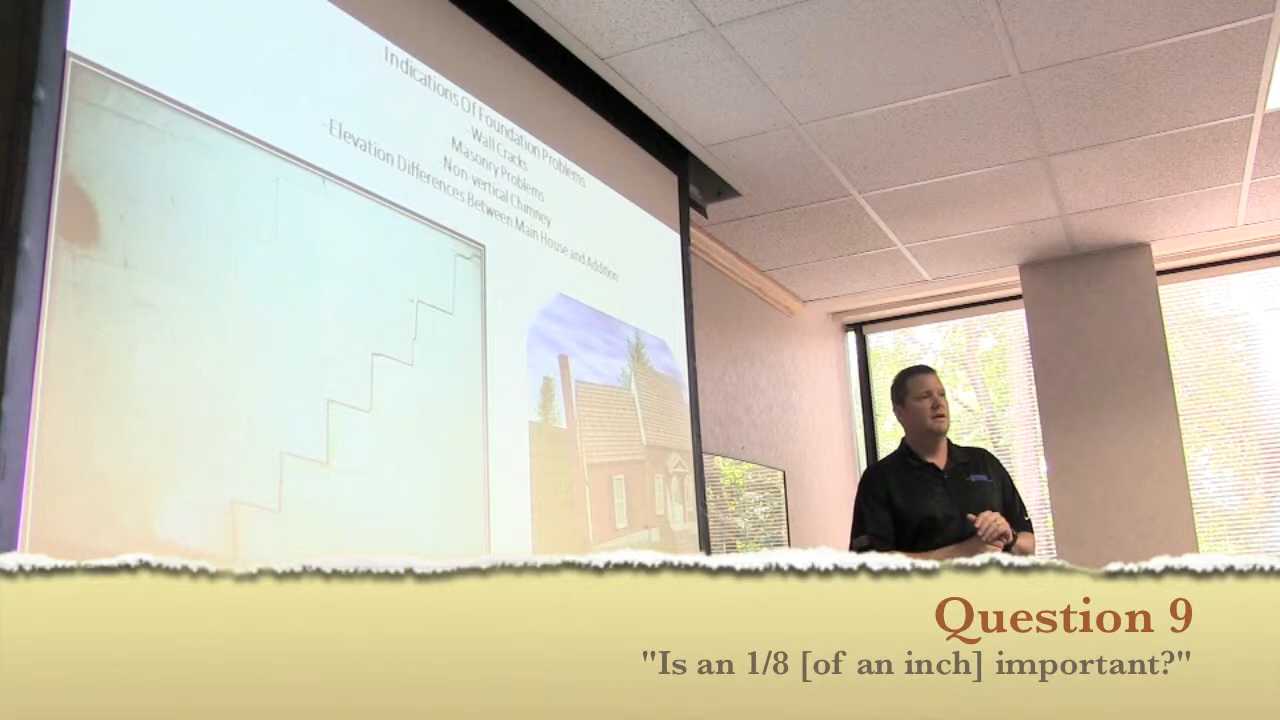 Indications Of Foundation Problems
-Wall Cracks
-Masonry Problems
-Non-vertical Chimney
-Elevation Differences Between Main House and Addition
Question 9
"Is an 1/8 [of an inch] important?"